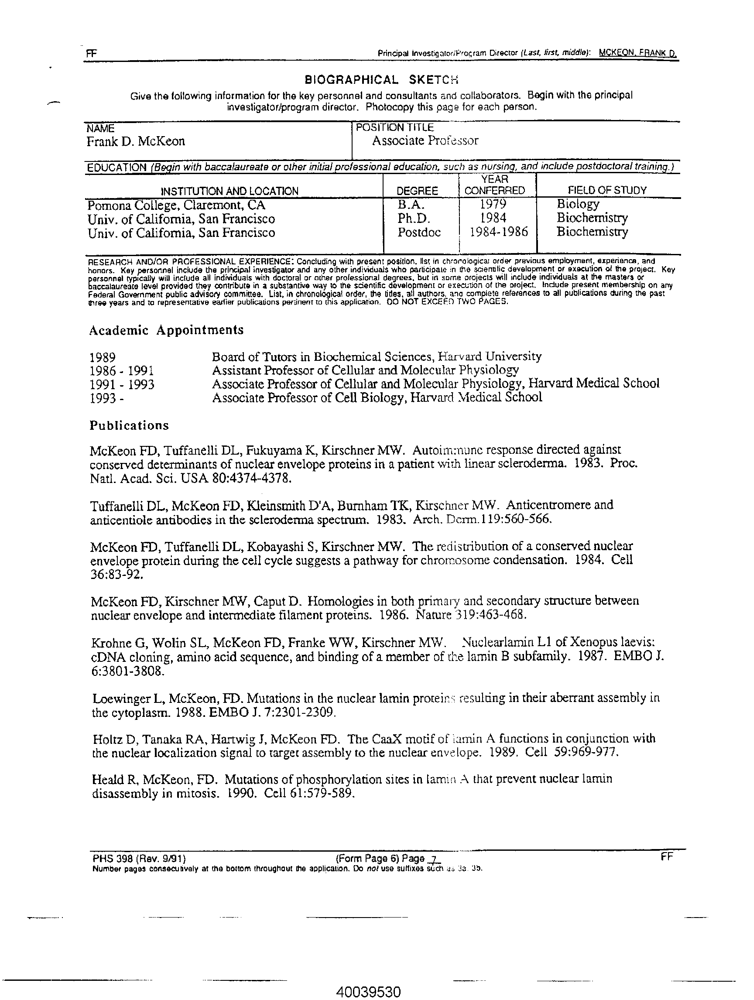 FF Principal Investigator/Program Director (Last, first, middle): MCKEON, FRANK D.
BIOGRAPHICAL SKETCH
Give the following information for the key personnel and consultants and collaborators. Begin with the principal
investigator/program director. Photocopy this page for each person.
NAME POSITION TITLE
Frank D. McKeon Associate Professor
EDUCATION (Begin with baccalaureate or other initial professional education, such as nursing, and include postdoctoral training.)
INSTITUTION AND LOCATION DEGREE YEAR CONFERRED FIELD OF STUDY
Pomona College, Claremont, CA B.A. 1979 Biology
Univ. of California, San Francisco Ph.D. 1984 Biochemistry
Univ. of California, San Francisco Postdoc 1984-1986 Biochemistry
RESEARCH AND/OR PROFESSIONAL EXPERIENCE: Concluding with present position, list in chronological order previous employment, experience, and
honors. Key personnel include the principal investigator and any other individuals who participate in the scientific development or execution of the project. Key
personnel typically will include all individuals with doctoral or other professional degrees, but in some projects will include individuals at the masters or
baccalaureate level provided they contribute in a substantive way to the scientific development or execution of the project. Include present membership on any
Federal Government public advisory committee. List, in chronological order, the titles, all authors, and complete references to all publications during the past
three years and to representative earlier publications pertinent to this application. DO NOT EXCEED TWO PAGES.
Academic Appointments
1989 Board of Tutors in Biochemical Sciences, Harvard University
1986 - 1991 Assistant Professor of Cellular and Molecular Physiology
1991 - 1993 Associate Professor of Cellular and Molecular Physiology, Harvard Medical School
1993 - Associate Professor of Cell Biology, Harvard Medical School
Publications
McKeon FD, Tuffanelli DL, Fukuyama K, Kirschner MW. Autoimmune response directed against
conserved determinants of nuclear envelope proteins in a patient with linear scleroderma. 1983. Proc.
Natl. Acad. Sci. USA 80:4374-4378.
Tuffanelli DL, McKeon FD, Kleinsmith D'A, Burnham TK, Kirschner MW. Anticentromere and
anticentiole antibodies in the scleroderma spectrum. 1983. Arch. Derm.119:560-566.
McKeon FD, Tuffanelli DL, Kobayashi S, Kirschner MW. The redistribution of a conserved nuclear
envelope protein during the cell cycle suggests a pathway for chromosome condensation. 1984. Cell
36:83-92.
McKeon FD, Kirschner MW, Caput D. Homologies in both primary and secondary structure between
nuclear envelope and intermediate filament proteins. 1986. Nature 319:463-468.
Krohne G, Wolin SL, McKeon FD, Franke WW, Kirschner MW. Nuclearlamin L1 of Xenopus laevis:
cDNA cloning, amino acid sequence, and binding of a member of the lamin B subfamily. 1987. EMBO J.
6:3801-3808.
Loewinger L, McKeon, FD. Mutations in the nuclear lamin proteins resulting in their aberrant assembly in
the cytoplasm. 1988. EMBO J. 7:2301-2309.
Holtz D, Tanaka RA, Hartwig J, McKeon FD. The CaaX motif of lamin A functions in conjunction with
the nuclear localization signal to target assembly to the nuclear envelope. 1989. Cell 59:969-977.
Heald R, McKeon, FD. Mutations of phosphorylation sites in lamin A that prevent nuclear lamin
disassembly in mitosis. 1990. Cell 61:579-589.
PHS 398 (Rev. 9/91) (Form Page 6) Page 7 FF
Number pages consecutively at the bottom throughout the application. Do not use suffixes such as 3a 3b.
40039530